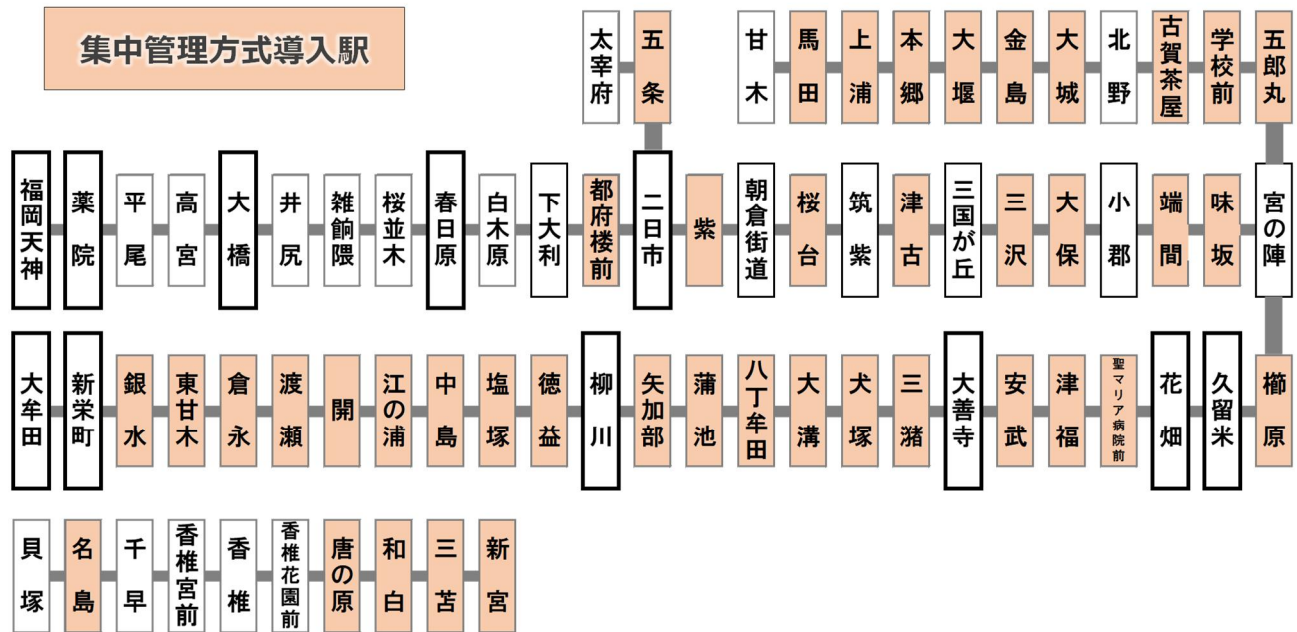 集中管理方式導入駅
太宰府
五条
甘木
馬田
上浦
本郷
大堰
金島
大城
北野
古賀茶屋
学校前
五郎丸
福岡天神
薬院
平尾
高宮
大橋
井尻
雑餉隈
桜並木
春日原
白木原
下大利
都府楼前
二日市
紫
朝倉街道
桜台
筑紫
津古
三国が丘
三沢
大保
小郡
端間
味坂
宮の陣
大牟田
新栄町
銀水
東甘木
倉永
渡瀬
開
江の浦
中島
塩塚
徳益
柳川
矢加部
蒲池
八丁牟田
大溝
犬塚
三潴
大善寺
安武
津福
聖マリア病院前
花畑
久留米
櫛原
貝塚
名島
千早
香椎宮前
香椎
香椎花園前
唐の原
和白
三苫
新宮